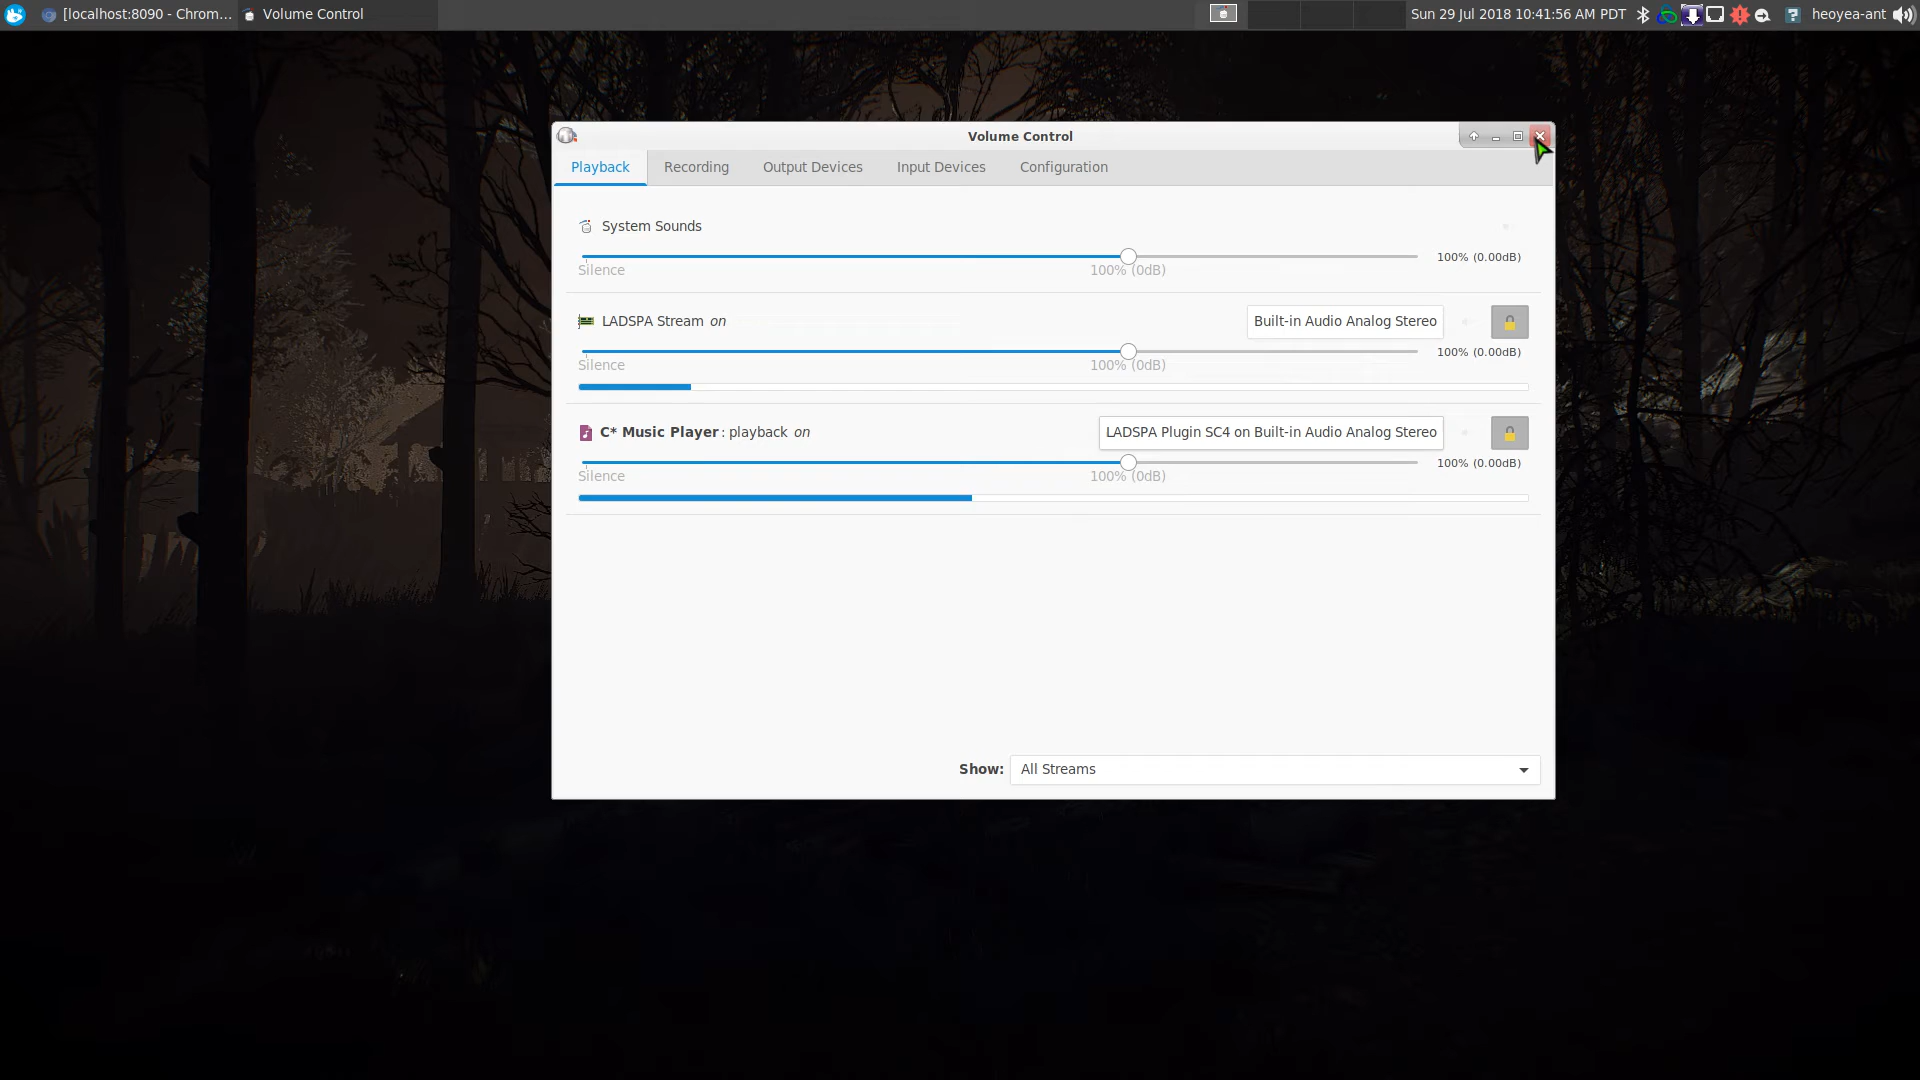 [localhost:8090 - Chrom... Volume Control Sun 29 Jul 2018 10:41:56 AM PDT heoyea-ant
Volume Control
Playback Recording Output Devices Input Devices Configuration
System Sounds
100% (0.00dB)
Silence 100% (0dB)
LADSPA Stream on Built-in Audio Analog Stereo
100% (0.00dB)
Silence 100% (0dB)
C* Music Player : playback on LADSPA Plugin SC4 on Built-in Audio Analog Stereo
100% (0.00dB)
Silence 100% (0dB)
Show: All Streams